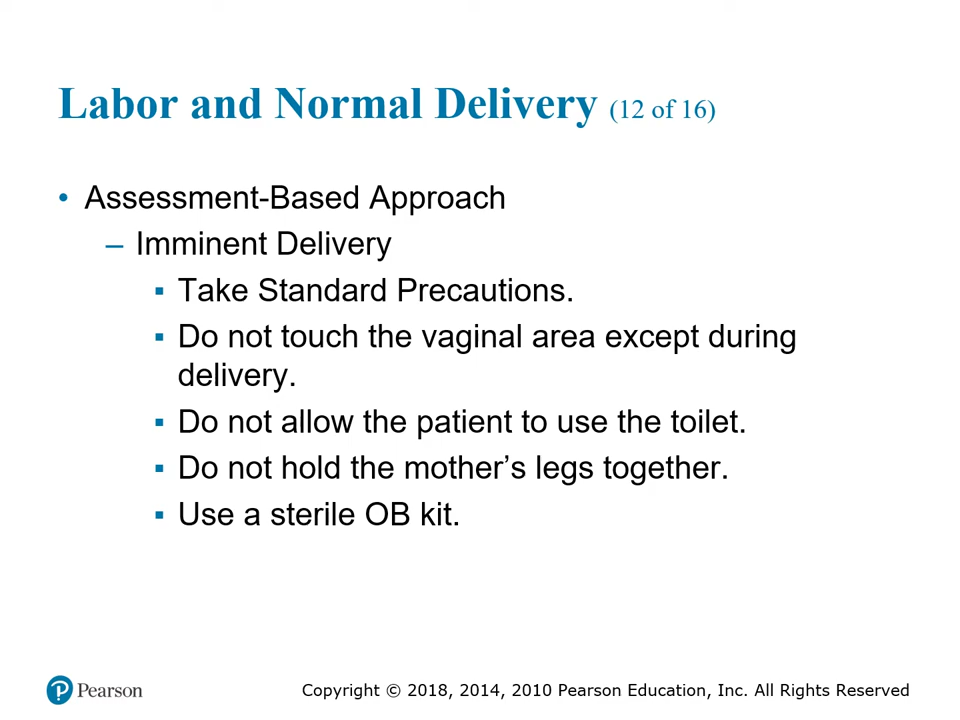 Labor and Normal Delivery (12 of 16)
• Assessment-Based Approach
– Imminent Delivery
▪ Take Standard Precautions.
▪ Do not touch the vaginal area except during
delivery.
▪ Do not allow the patient to use the toilet.
▪ Do not hold the mother’s legs together.
▪ Use a sterile OB kit.
Pearson
Copyright © 2018, 2014, 2010 Pearson Education, Inc. All Rights Reserved